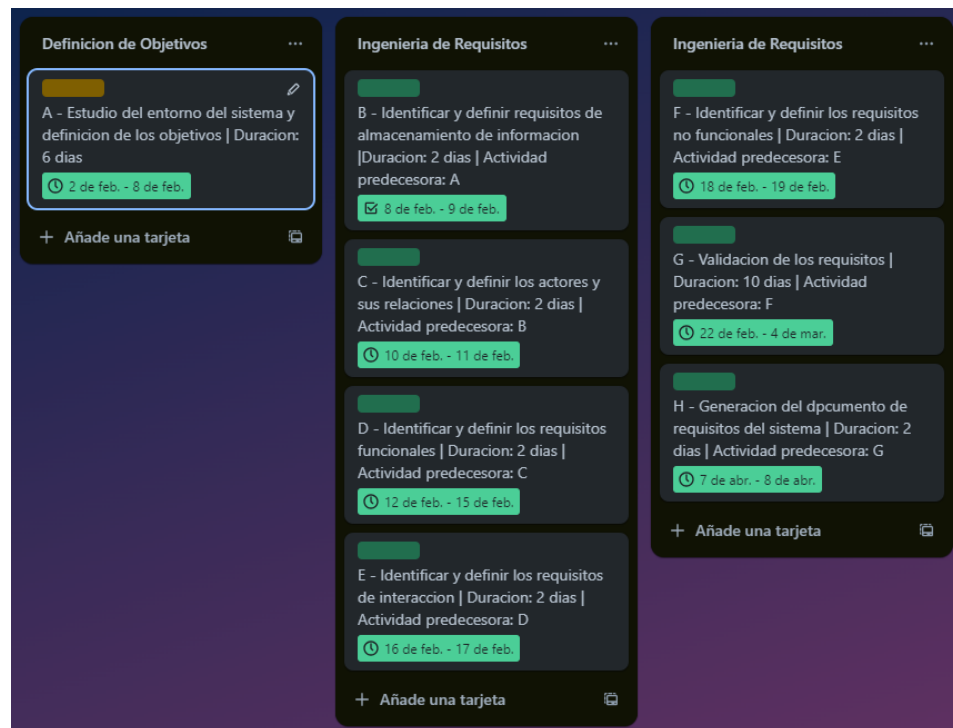 Definicion de Objetivos
A - Estudio del entorno del sistema y
definicion de los objetivos | Duracion:
6 dias
2 de feb. - 8 de feb.
+ Añade una tarjeta
Ingenieria de Requisitos
B - Identificar y definir requisitos de
almacenamiento de informacion
|Duracion: 2 dias | Actividad
predecesora: A
8 de feb. - 9 de feb.
C - Identificar y definir los actores y
sus relaciones | Duracion: 2 dias |
Actividad predecesora: B
10 de feb. - 11 de feb.
D - Identificar y definir los requisitos
funcionales | Duracion: 2 dias |
Actividad predecesora: C
12 de feb. - 15 de feb.
E - Identificar y definir los requisitos
de interaccion | Duracion: 2 dias |
Actividad predecesora: D
16 de feb. - 17 de feb.
+ Añade una tarjeta
Ingenieria de Requisitos
F - Identificar y definir los requisitos
no funcionales | Duracion: 2 dias |
Actividad predecesora: E
18 de feb. - 19 de feb.
G - Validacion de los requisitos |
Duracion: 10 dias | Actividad
predecesora: F
22 de feb. - 4 de mar.
H - Generacion del dpcumento de
requisitos del sistema | Duracion: 2
dias | Actividad predecesora: G
7 de abr. - 8 de abr.
+ Añade una tarjeta